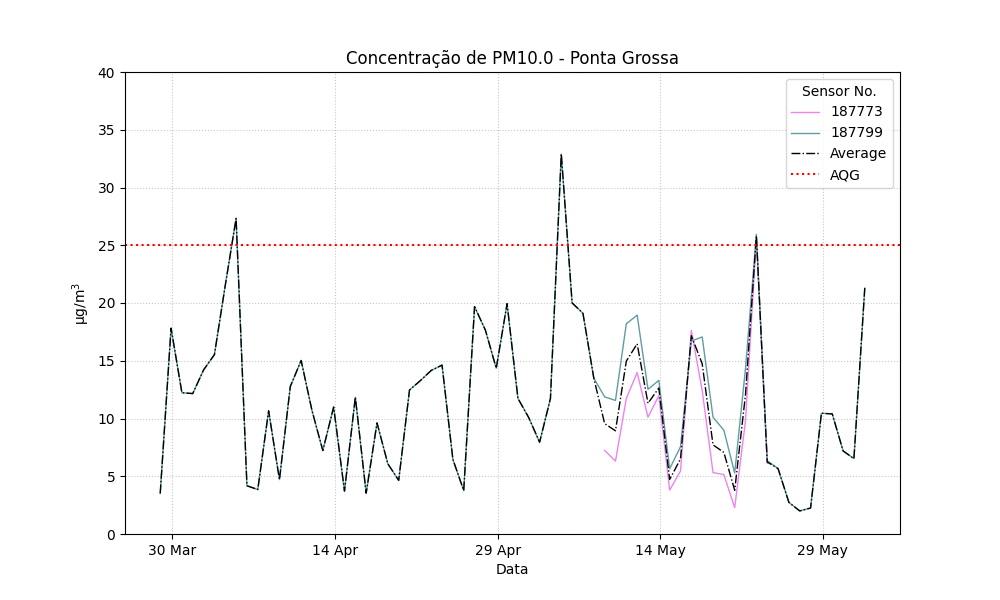 Concentração de PM10.0 - Ponta Grossa
40
35
30
25
20
15
10
5
0
µg/m³
Sensor No.
187773
187799
Average
AQG
30 Mar
14 Apr
29 Apr
14 May
29 May
Data